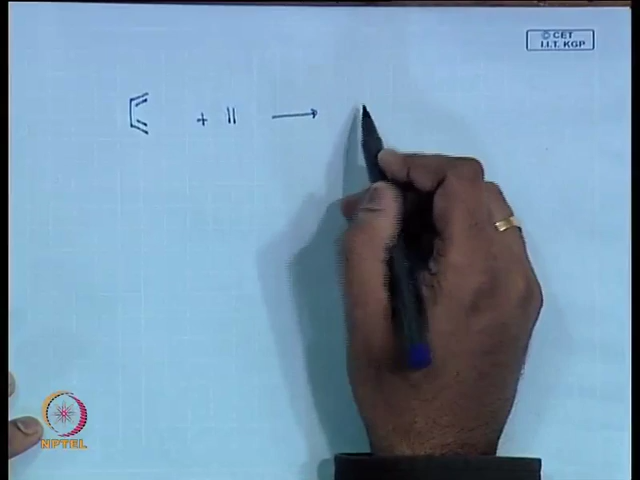 © CET
I.I.T. KGP
+ →
NPTEL